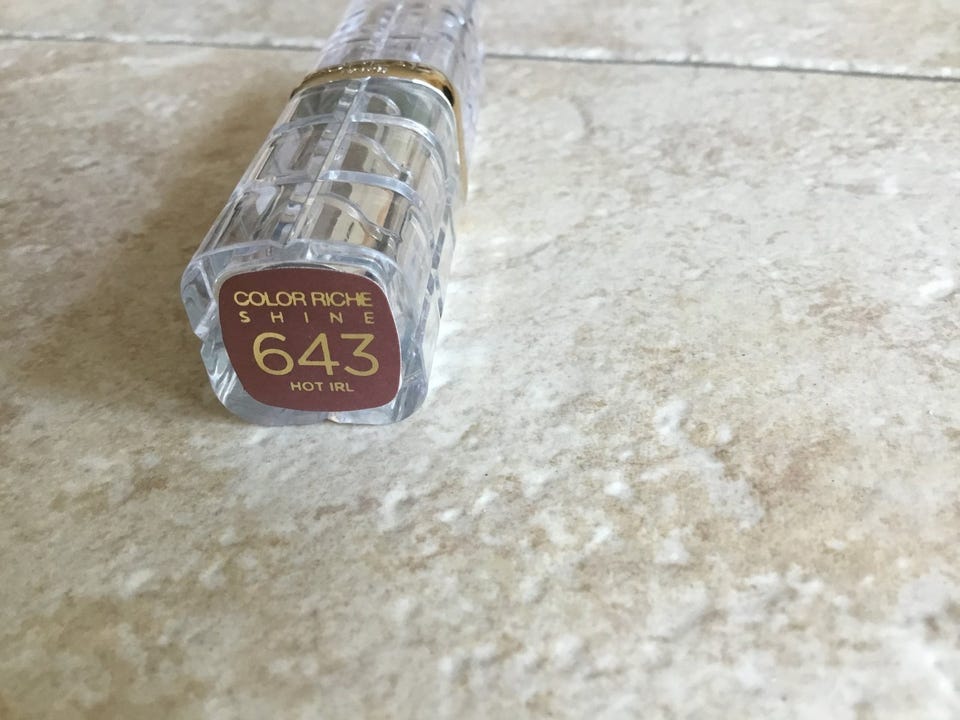 COLOR RICHE
SHINE
643
HOT IRL